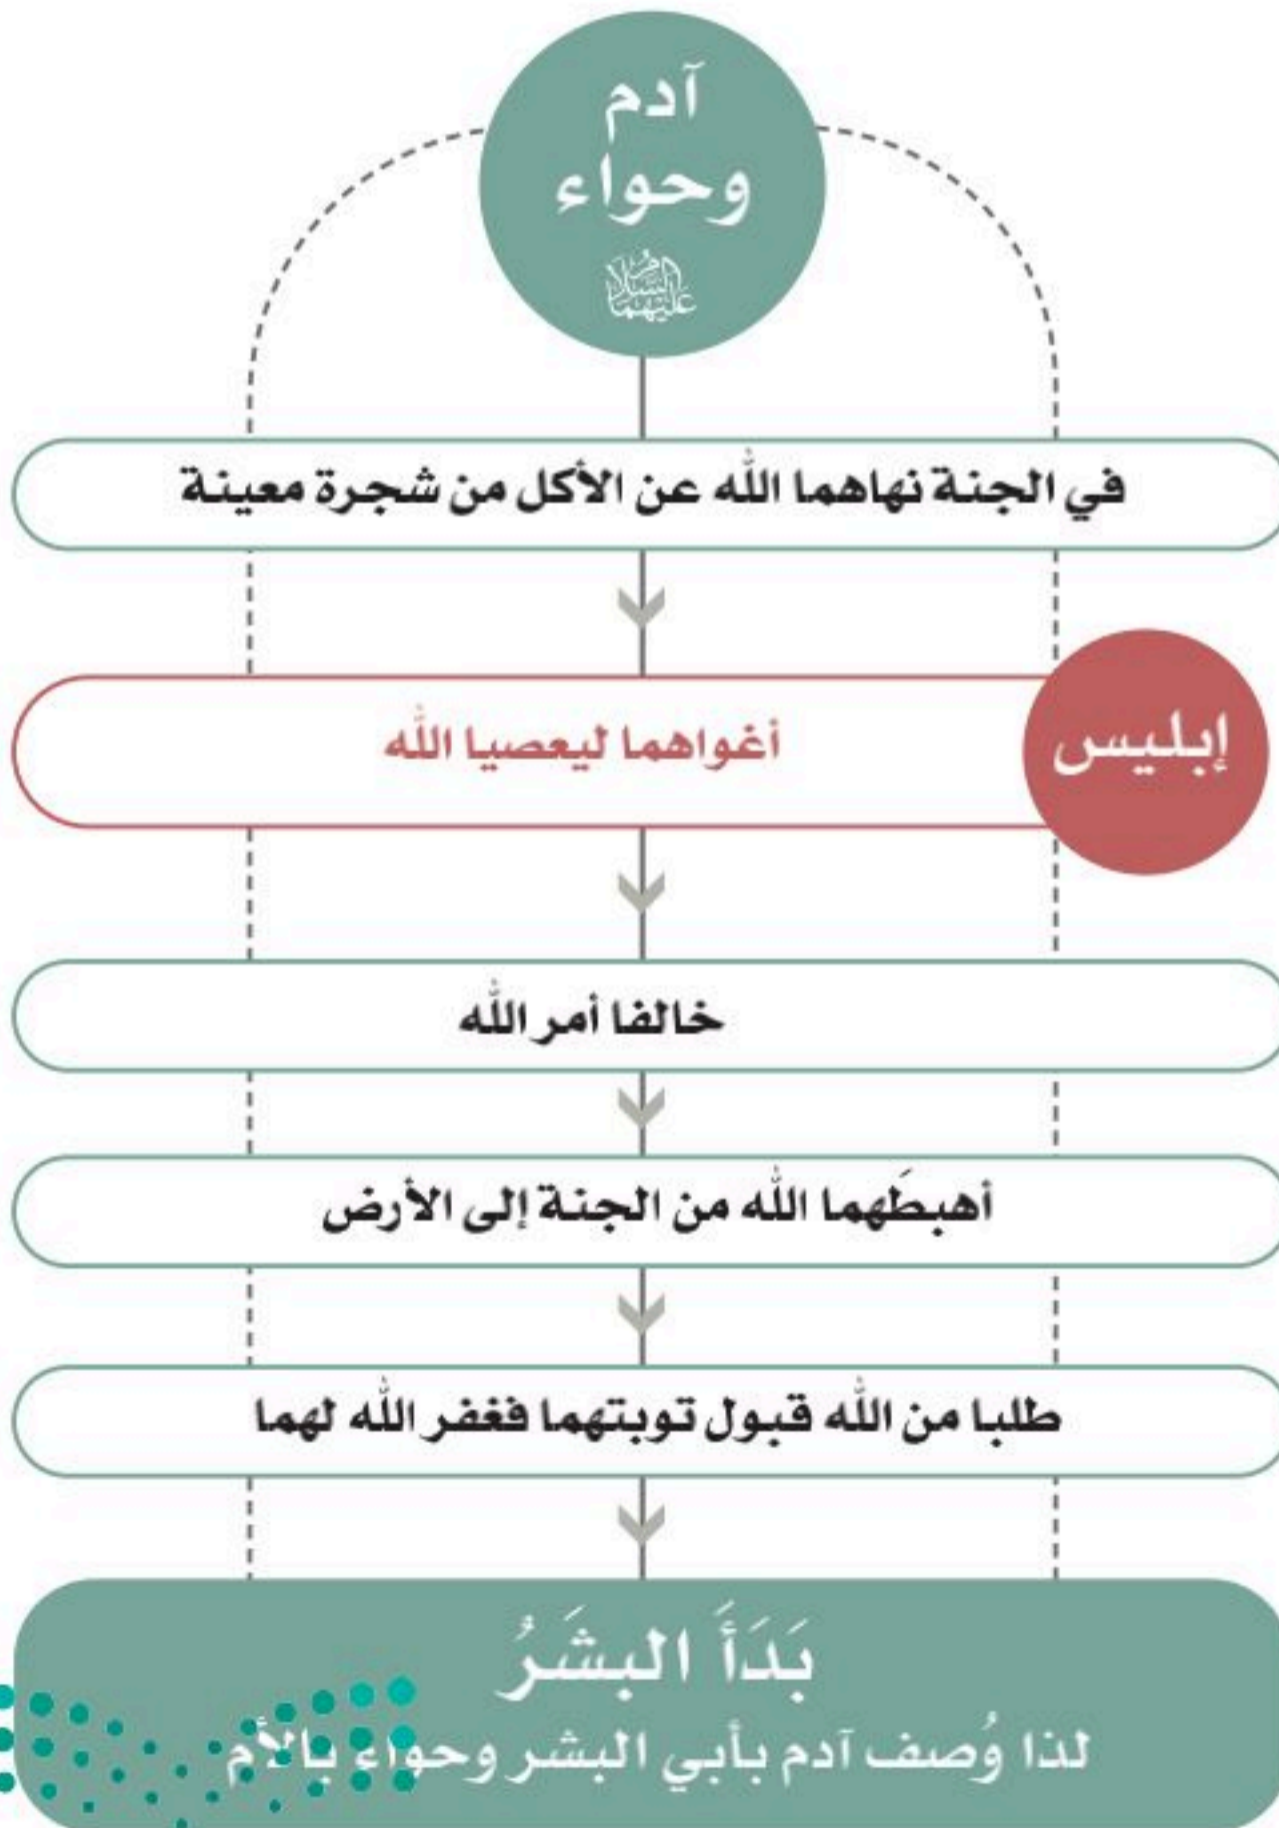 آدم
وحواء
عليهما السلام
في الجنة نهاهما الله عن الأكل من شجرة معينة
إبليس
أغواهما ليعصيا الله
خالفا أمر الله
أهبطَهما الله من الجنة إلى الأرض
طلبا من الله قبول توبتهما فغفر الله لهما
بَدَأَ البشَرُ
لذا وُصف آدم بأبي البشر وحواء بالأم